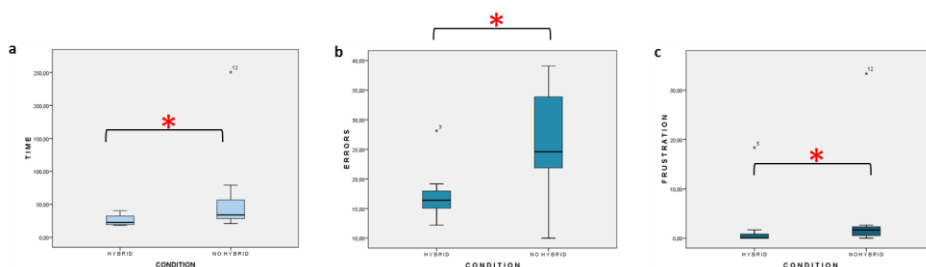 a
TIME
250,00
200,00
150,00
100,00
50,00
0,00
12
*
HYBRID
NO HYBRID
CONDITION
b
ERRORS
40,00
35,00
30,00
25,00
20,00
15,00
10,00
3
*
HYBRID
NO HYBRID
CONDITION
c
FRUSTRATION
30,00
20,00
10,00
0,00
12
*
HYBRID
NO HYBRID
CONDITION